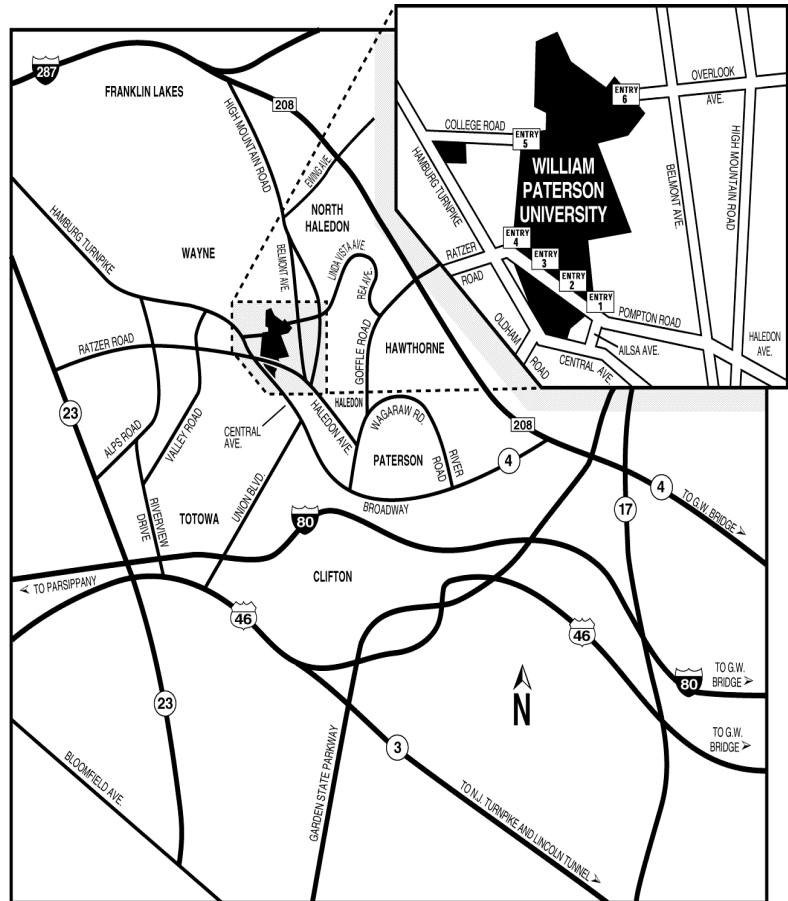 287
FRANKLIN LAKES
HIGH MOUNTAIN ROAD
208
EWING AVE.
NORTH
HALEDON
HAMBURG TURNPIKE
WAYNE
BELMONT AVE.
LINDA VISTA AVE.
REA AVE.
RATZER ROAD
GOFFLE ROAD
HAWTHORNE
HALEDON
HALEDON AVE
WAGARAW RD.
23
ALPS ROAD
VALLEY ROAD
CENTRAL
AVE.
PATERSON
RIVER
ROAD
208
4
4
TO G.W. BRIDGE
17
RIVERVIEW
DRIVE
TOTOWA
UNION BLVD.
80
BROADWAY
CLIFTON
TO PARSIPPANY
46
46
TO G.W.
BRIDGE
80
TO G.W.
BRIDGE
N
23
3
BLOOMFIELD AVE.
GARDEN STATE PARKWAY
TO N.J. TURNPIKE AND LINCOLN TUNNEL
OVERLOOK
AVE.
ENTRY
6
COLLEGE ROAD
ENTRY
5
HAMBURG TURNPIKE
WILLIAM
PATERSON
UNIVERSITY
BELMONT AVE.
HIGH MOUNTAIN ROAD
ENTRY
4
RATZER
ROAD
ENTRY
3
ENTRY
2
ENTRY
1
POMPTON ROAD
OLDHAM
ROAD
CENTRAL AVE.
AILSA AVE.
HALEDON
AVE.